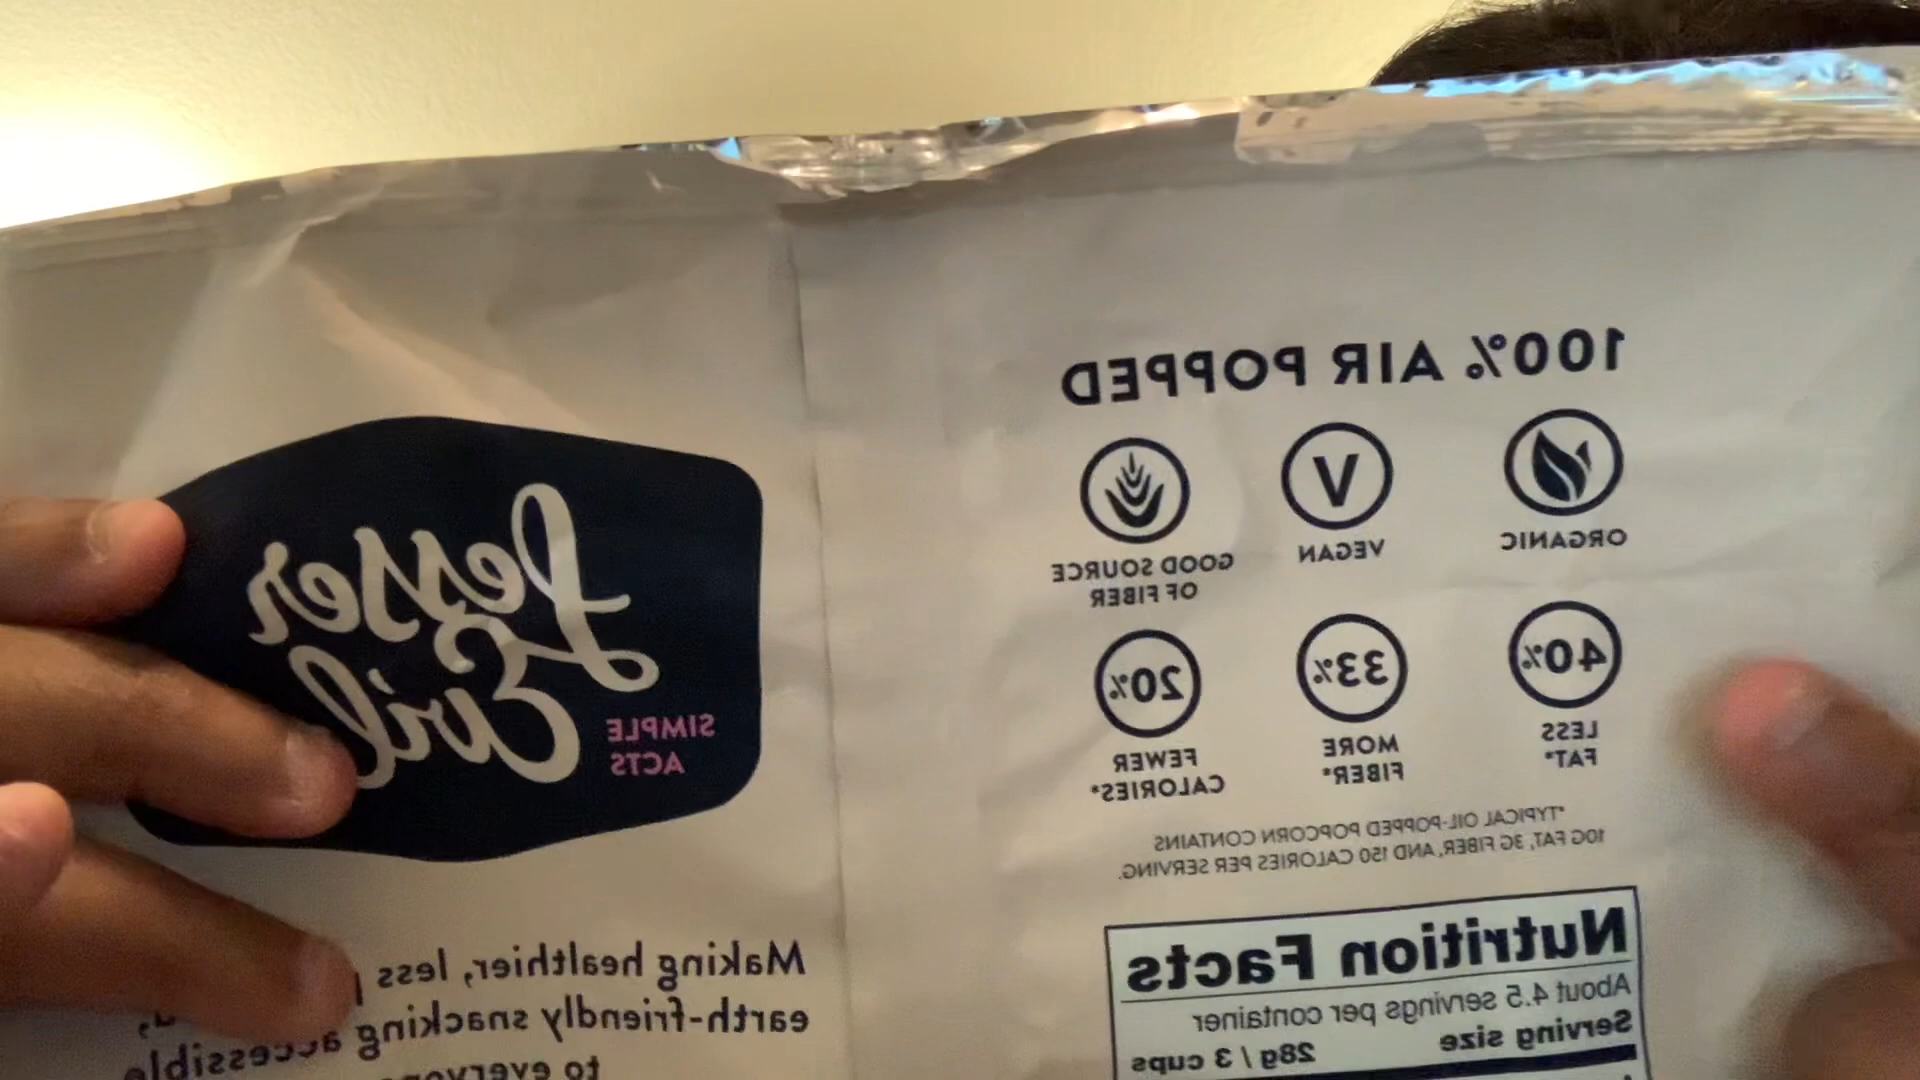 100% AIR POPPED
ORGANIC
VEGAN
GOOD SOURCE
OF FIBER
40%
LESS
FAT*
33%
MORE
FIBER*
20%
FEWER
CALORIES*
*TYPICAL OIL-POPPED POPCORN CONTAINS
10G FAT, 3G FIBER, AND 150 CALORIES PER SERVING.
Nutrition Facts
About 4.5 servings per container
Serving size 28g / 3 cups
Lesser
Evil
SIMPLE
ACTS
Making healthier, less
earth-friendly snacking accessible
to